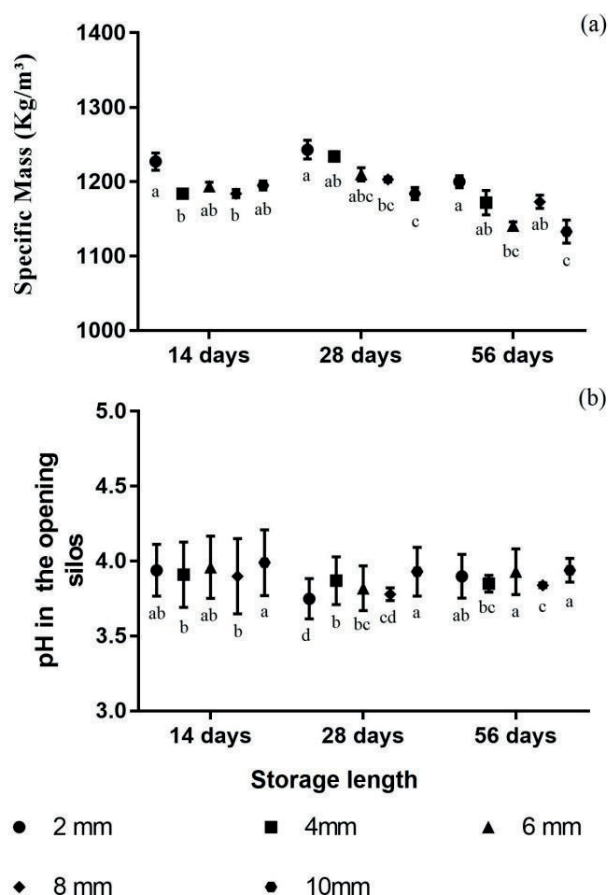 (a)
1400
1300
1200
1100
1000
Specific Mass (Kg/m³)
a b ab b ab
a ab abc bc c
a ab bc ab c
14 days 28 days 56 days
(b)
5.0
4.5
4.0
3.5
3.0
pH in the opening
silos
ab b ab b a
d b bc cd a
ab bc a c a
14 days 28 days 56 days
Storage length
2 mm 4mm 6 mm
8 mm 10mm